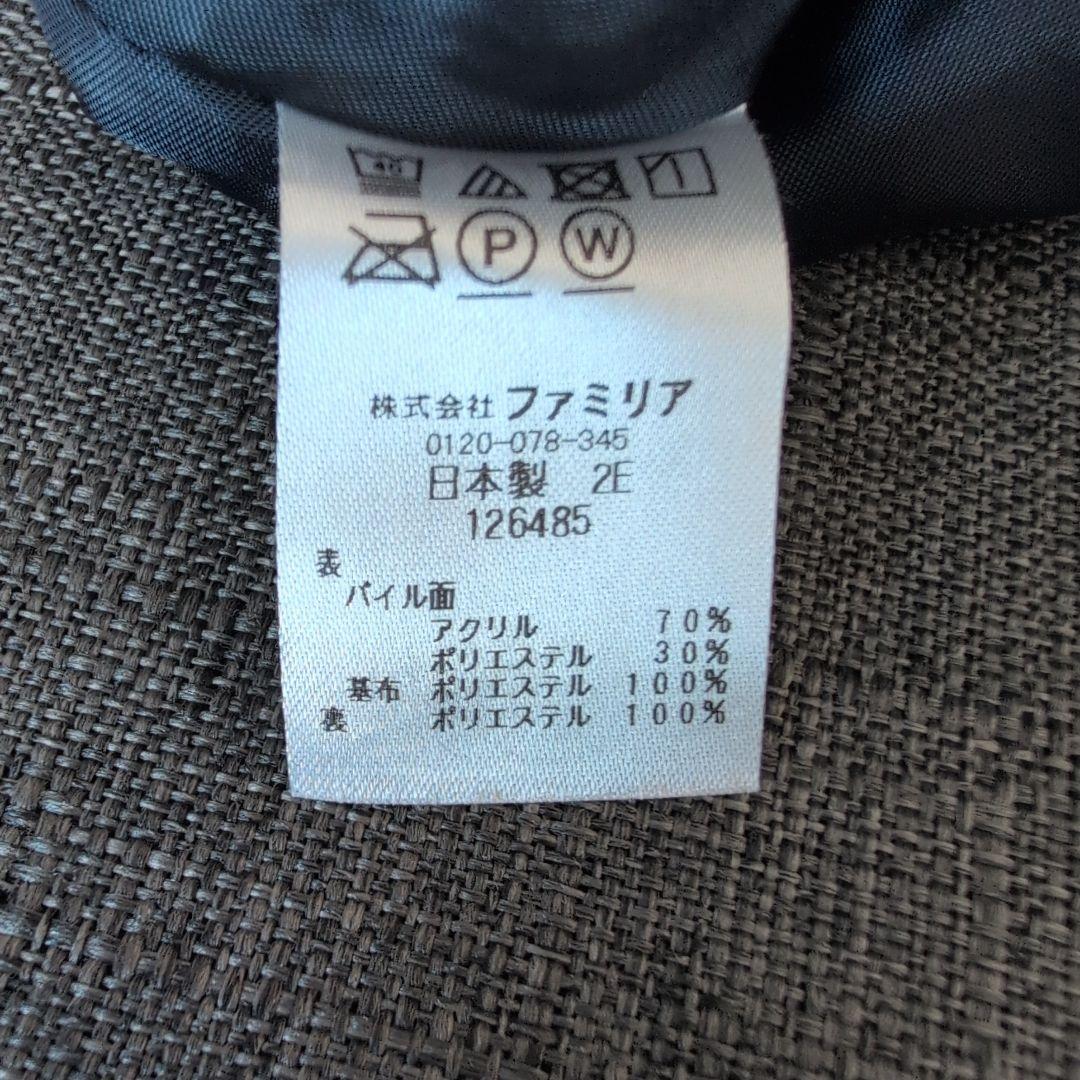 40
P W
株式会社 ファミリア
0120-078-345
日本製 2E
126485
表
パイル面
アクリル 70%
ポリエステル 30%
基布 ポリエステル 100%
裏 ポリエステル 100%